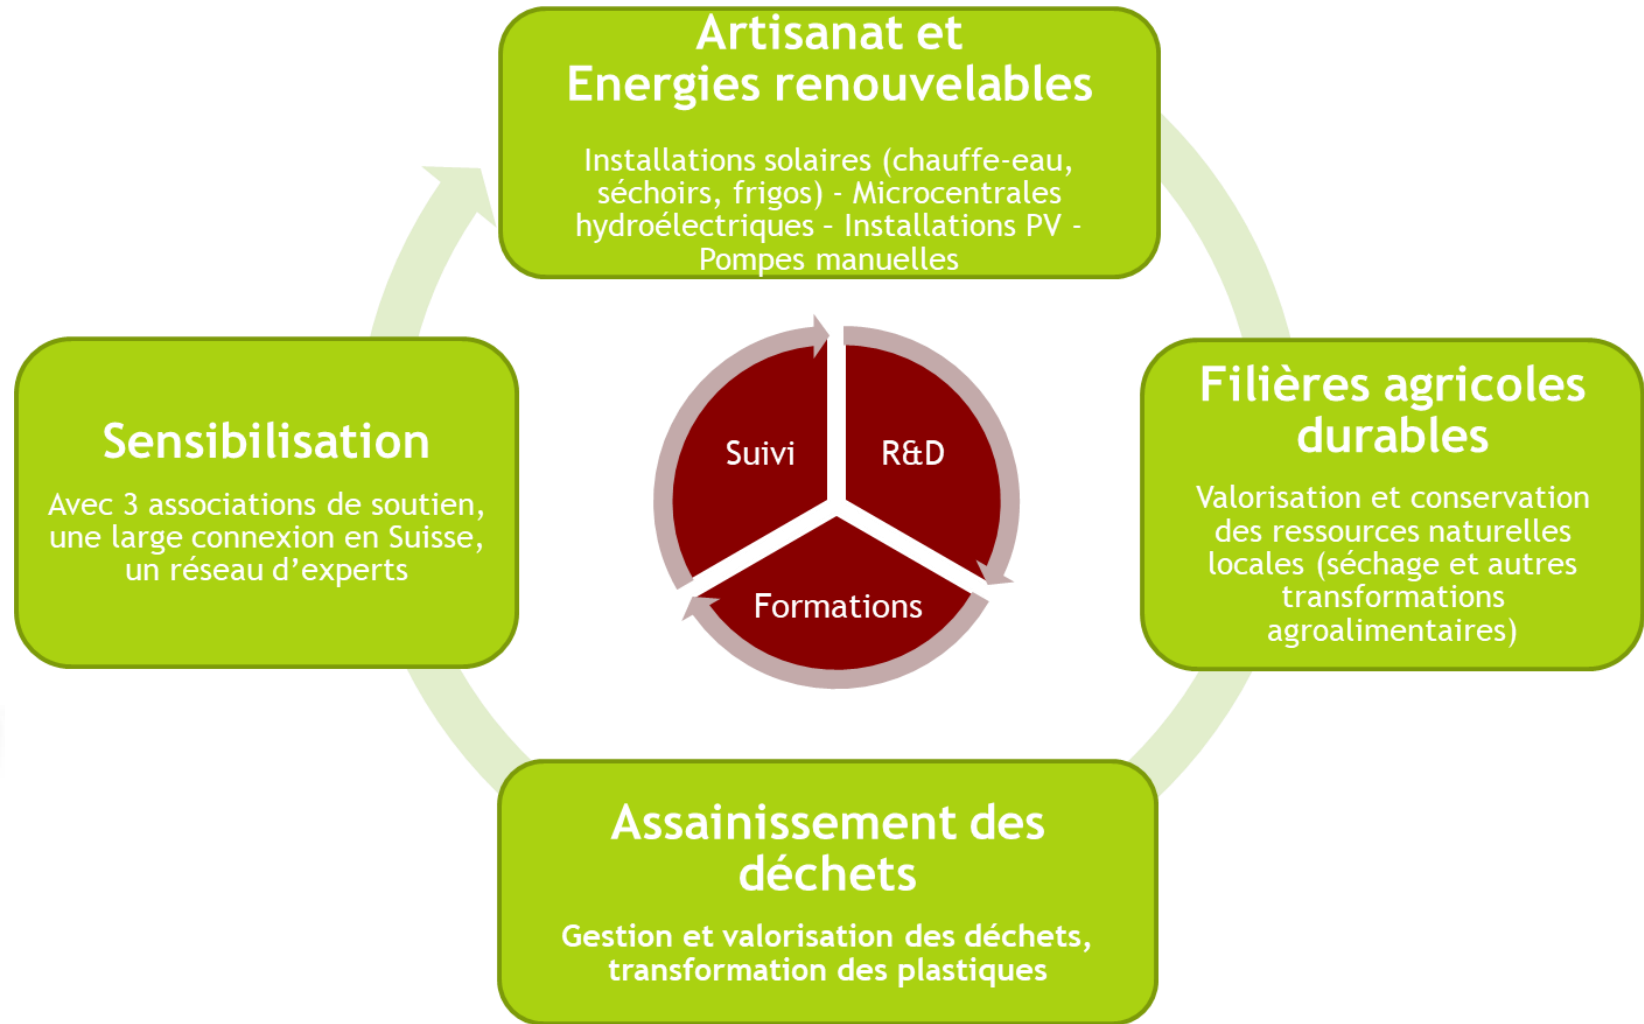 Artisanat et
Energies renouvelables
Installations solaires (chauffe-eau,
séchoirs, frigos) - Microcentrales
hydroélectriques – Installations PV -
Pompes manuelles
Sensibilisation
Avec 3 associations de soutien,
une large connexion en Suisse,
un réseau d’experts
Suivi
R&D
Formations
Filières agricoles
durables
Valorisation et conservation
des ressources naturelles
locales (séchage et autres
transformations
agroalimentaires)
Assainissement des
déchets
Gestion et valorisation des déchets,
transformation des plastiques